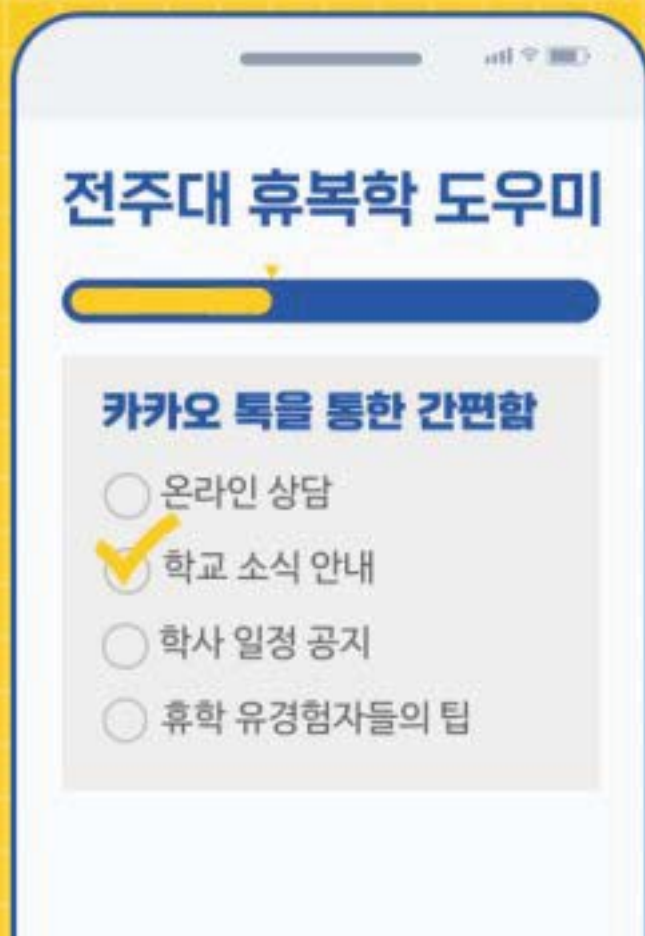 전주대 휴복학 도우미
카카오 톡을 통한 간편함
온라인 상담
학교 소식 안내
학사 일정 공지
휴학 유경험자들의 팁